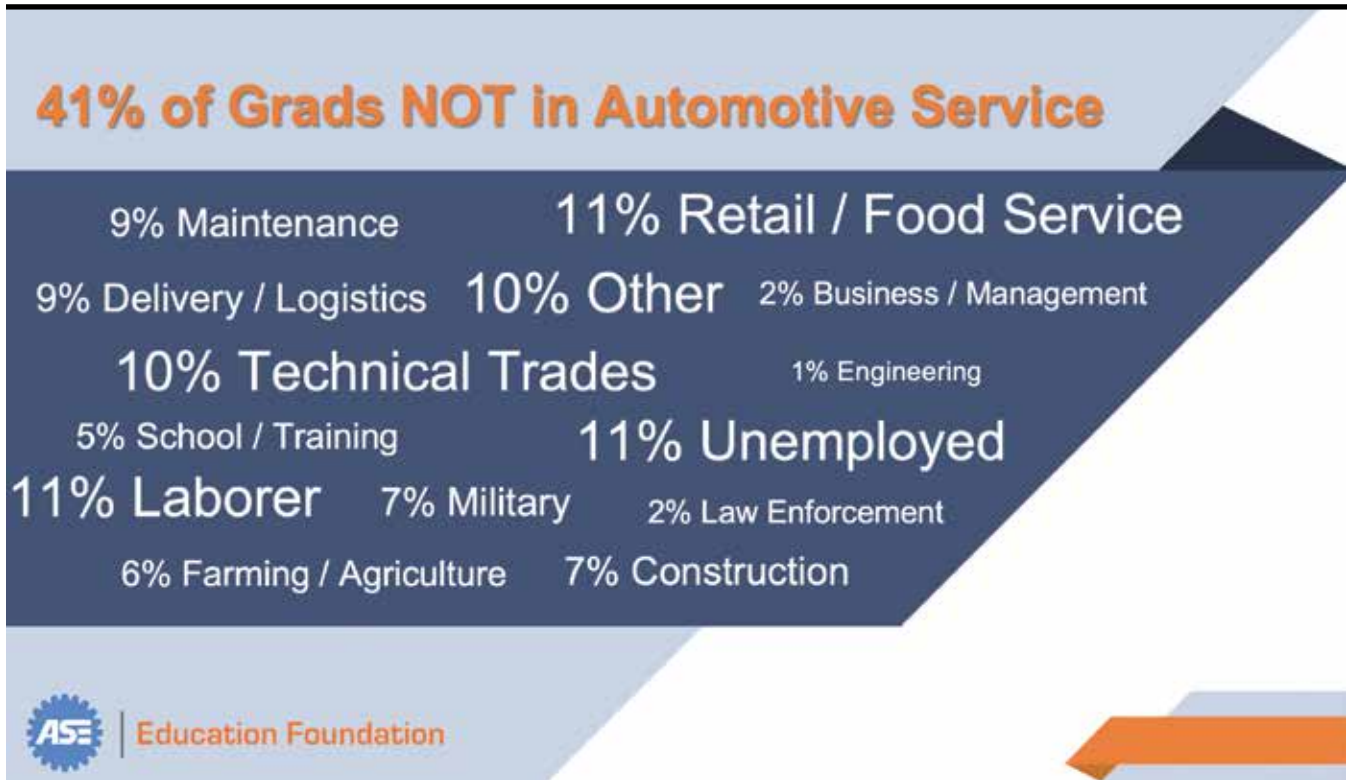 41% of Grads NOT in Automotive Service
9% Maintenance
11% Retail / Food Service
9% Delivery / Logistics
10% Other
2% Business / Management
10% Technical Trades
1% Engineering
5% School / Training
11% Unemployed
11% Laborer
7% Military
2% Law Enforcement
6% Farming / Agriculture
7% Construction
ASE
Education Foundation